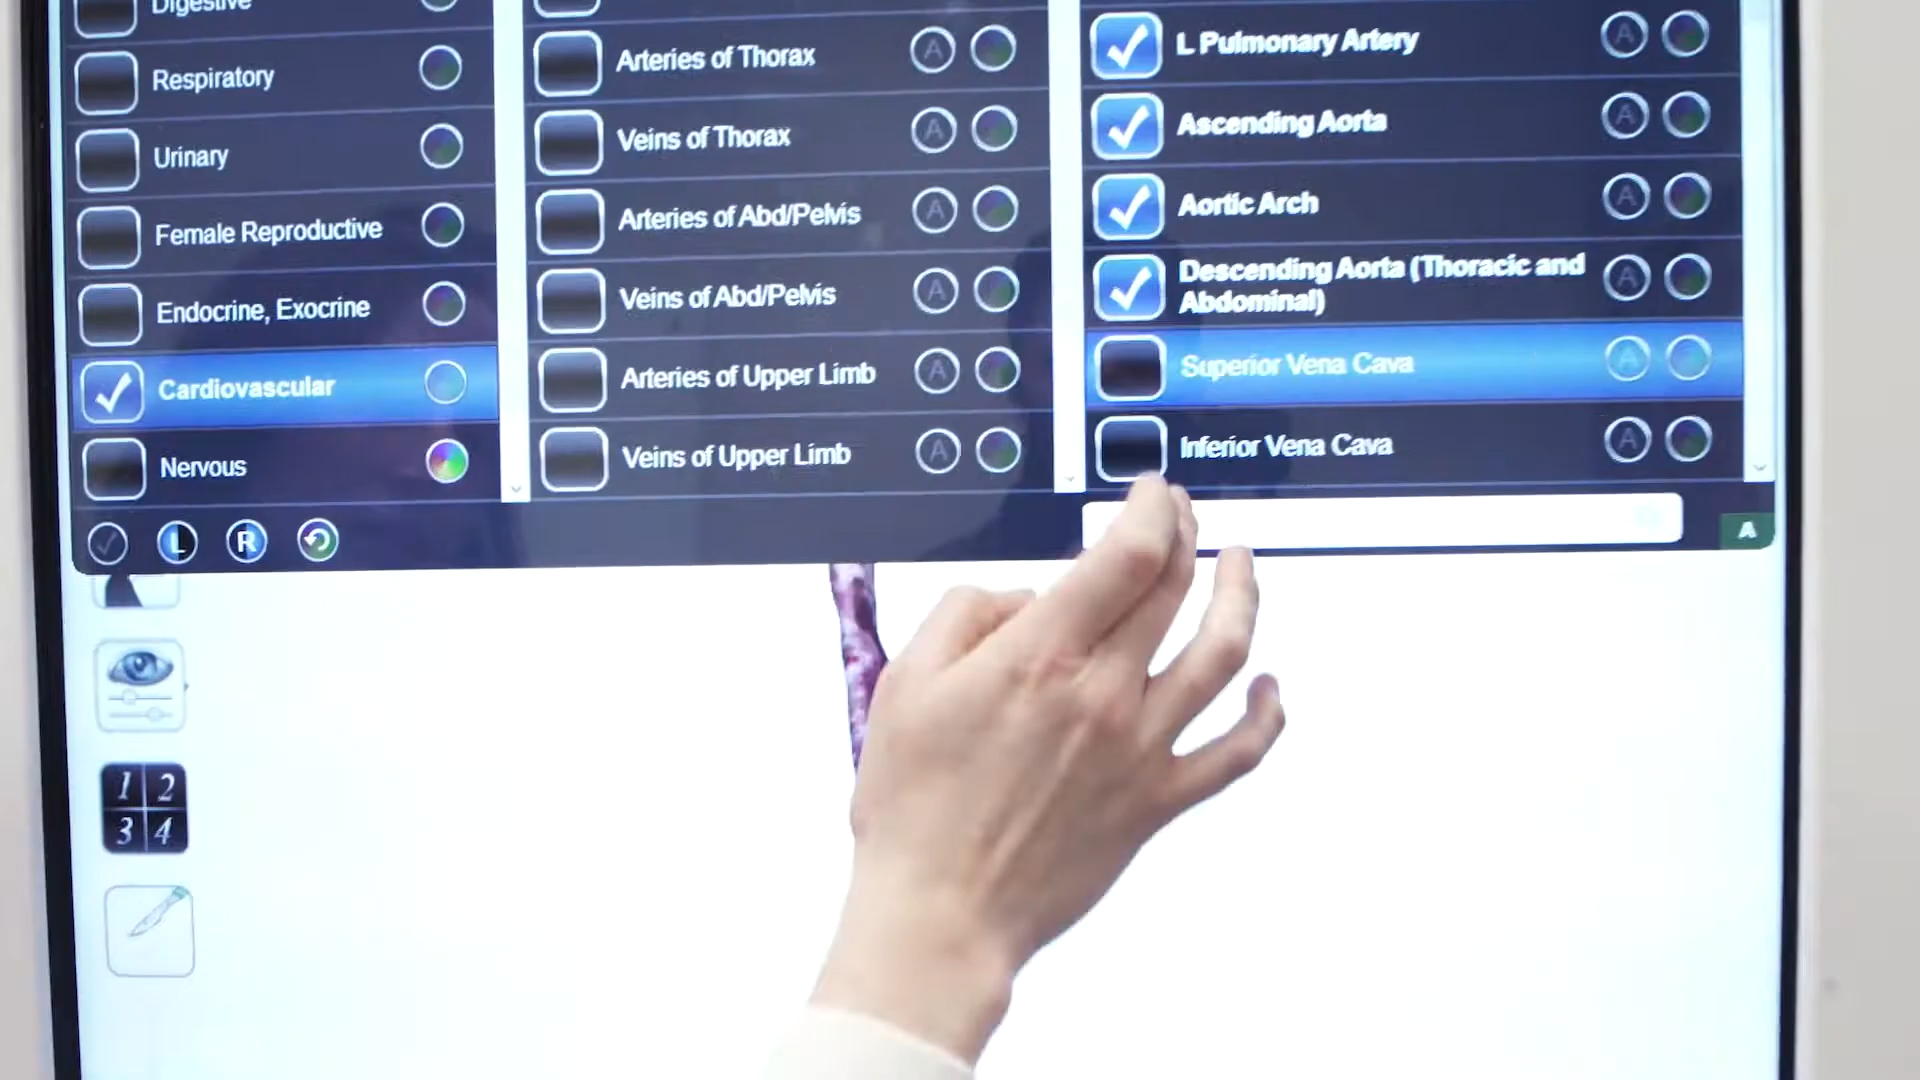 Digestive
Respiratory
Urinary
Female Reproductive
Endocrine, Exocrine
Cardiovascular
Nervous
L
R
Arteries of Thorax
A
Veins of Thorax
A
Arteries of Abd/Pelvis
A
Veins of Abd/Pelvis
A
Arteries of Upper Limb
A
Veins of Upper Limb
A
L Pulmonary Artery
A
Ascending Aorta
A
Aortic Arch
A
Descending Aorta (Thoracic and
Abdominal)
A
Superior Vena Cava
A
Inferior Vena Cava
A
A
1 2
3 4